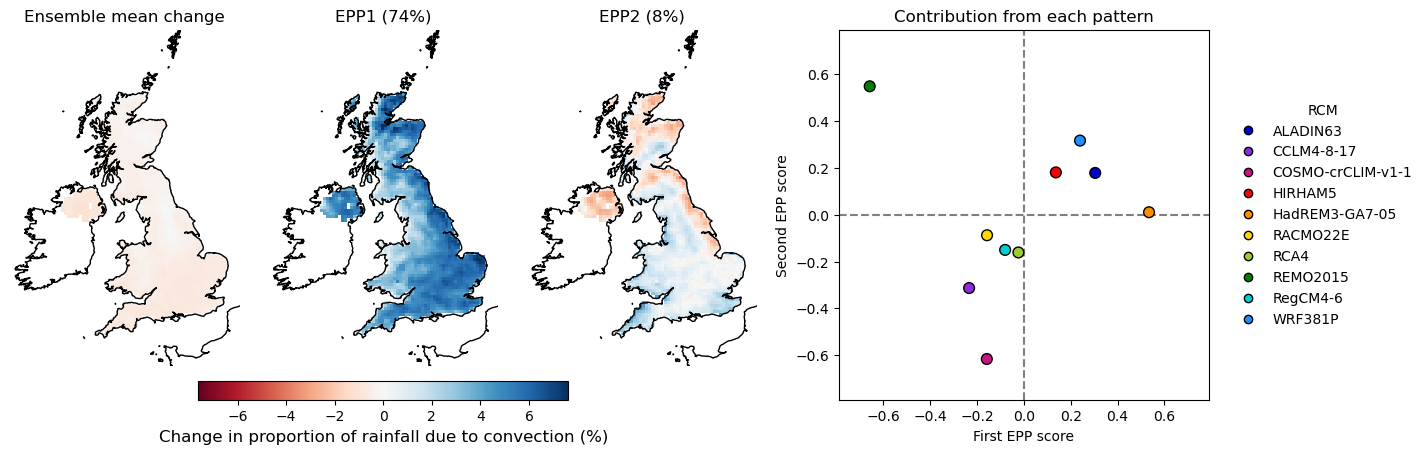 Ensemble mean change
EPP1 (74%)
EPP2 (8%)
−6 −4 −2 0 2 4 6
Change in proportion of rainfall due to convection (%)
Contribution from each pattern
Second EPP score
0.6
0.4
0.2
0.0
−0.2
−0.4
−0.6
−0.6 −0.4 −0.2 0.0 0.2 0.4 0.6
First EPP score
RCM
ALADIN63
CCLM4-8-17
COSMO-crCLIM-v1-1
HIRHAM5
HadREM3-GA7-05
RACMO22E
RCA4
REMO2015
RegCM4-6
WRF381P